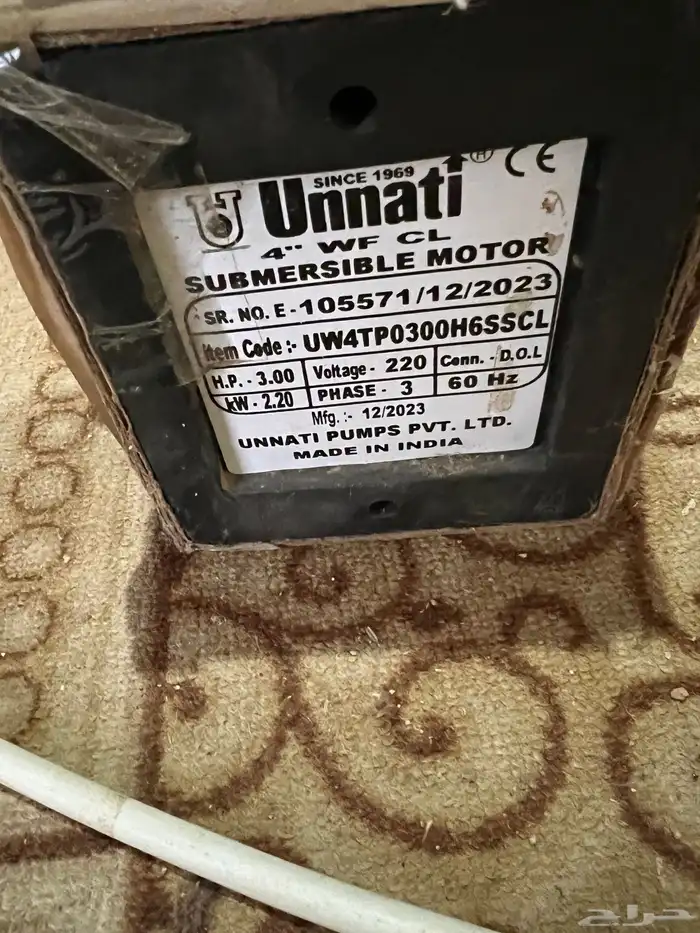 SINCE 1969
Unnati ® CE
4" WF CL
SUBMERSIBLE MOTOR
SR. NO. E-105571/12/2023
Item Code :- UW4TP0300H6SSCL
H.P. - 3.00 Voltage - 220 Conn. - D.O.L
kW - 2.20 PHASE - 3 60 Hz
Mfg. :- 12/2023
UNNATI PUMPS PVT. LTD.
MADE IN INDIA
حراج